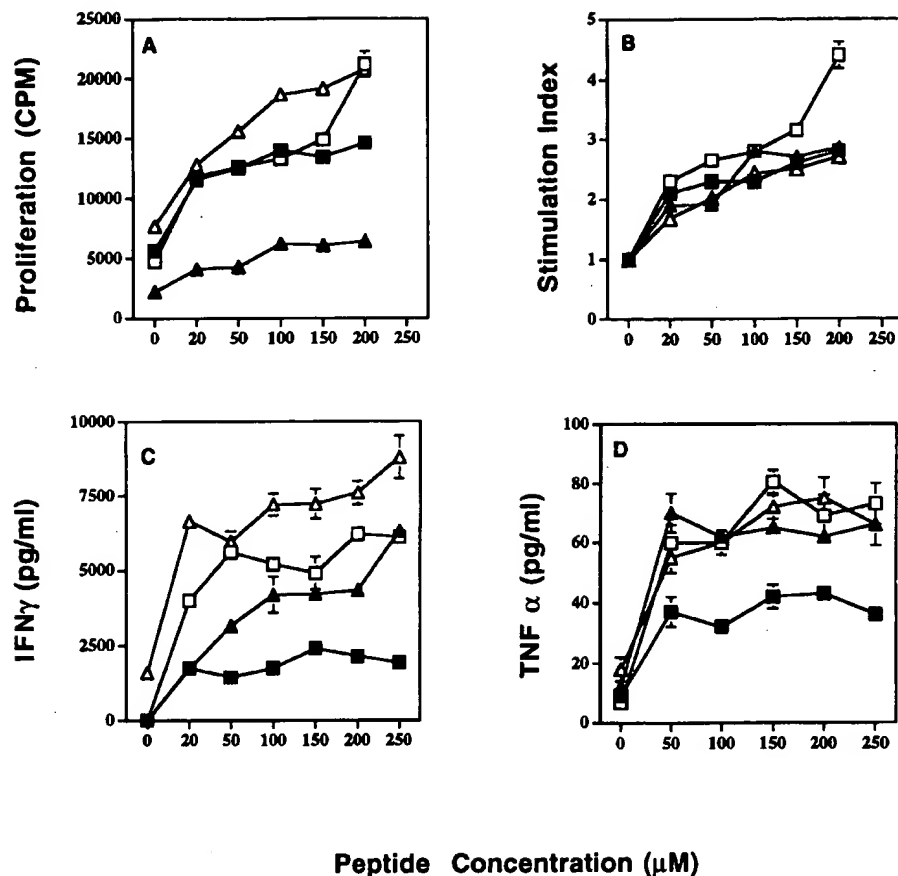 A
Proliferation (CPM)
25000
20000
15000
10000
5000
0
0 20 50 100 150 200 250
B
Stimulation Index
5
4
3
2
1
0
0 20 50 100 150 200 250
C
IFNγ (pg/ml)
10000
7500
5000
2500
0
0 20 50 100 150 200 250
D
TNF α (pg/ml)
100
80
60
40
20
0
0 50 100 150 200 250
Peptide Concentration (μM)